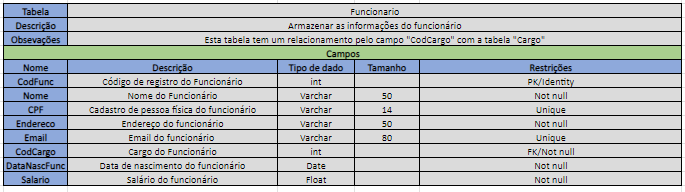 Tabela Funcionario
Descrição Armazenar as informações do funcionário
Obsevações Esta tabela tem um relacionamento pelo campo "CodCargo" com a tabela "Cargo"
Campos
Nome Descrição Tipo de dado Tamanho Restrições
CodFunc Código de registro do Funcionário int PK/Identity
Nome Nome do Funcionário Varchar 50 Not null
CPF Cadastro de pessoa física do funcionário Varchar 14 Unique
Endereco Endereço do funcionário Varchar 50 Not null
Email Email do funcionário Varchar 80 Unique
CodCargo Cargo do Funcionário int FK/Not null
DataNascFunc Data de nascimento do funcionário Date Not null
Salario Salário do funcionário Float Not null